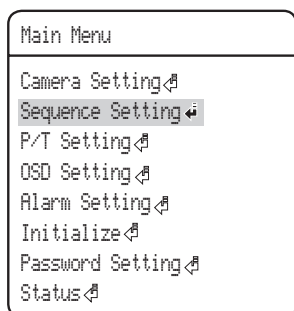 Main Menu
Camera Setting
Sequence Setting
P/T Setting
OSD Setting
Alarm Setting
Initialize
Password Setting
Status